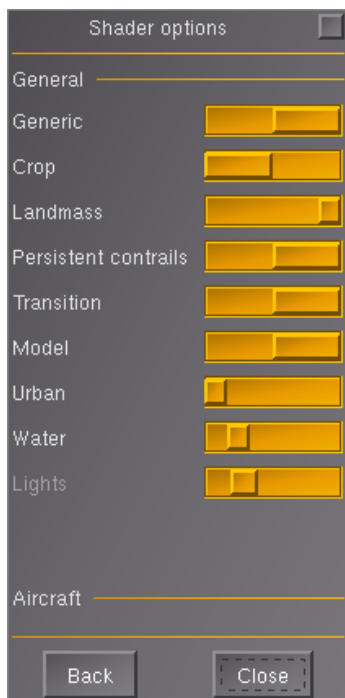 Shader options
General
Generic
Crop
Landmass
Persistent contrails
Transition
Model
Urban
Water
Lights
Aircraft
Back Close